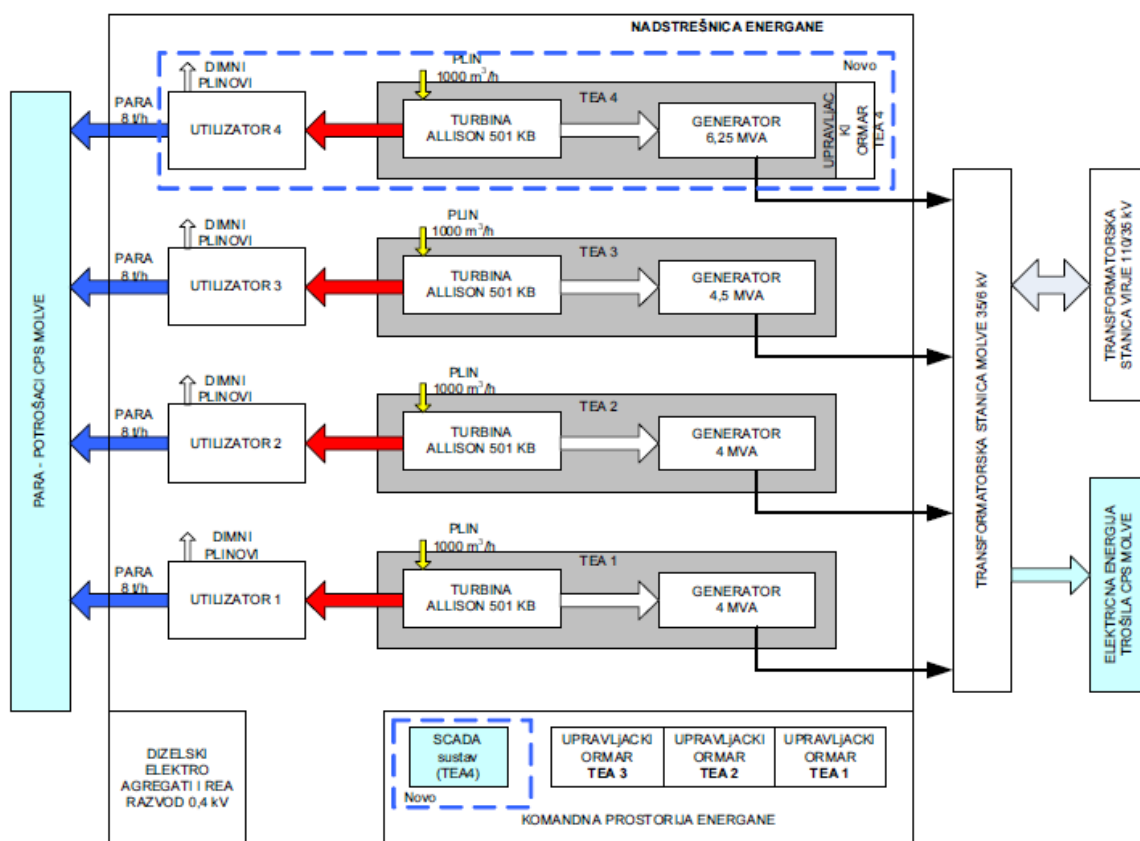 NADSTREŠNICA ENERGANE
DIMNI
PLINOVI
PLIN
1000 m³/h
Novo
PARA
8 t/h
UTILIZATOR 4
TEA 4
TURBINA
ALLISON 501 KB
GENERATOR
6,25 MVA
UPRAVLJAC
KI
ORMAR
TEA 4
DIMNI
PLINOVI
PLIN
1000 m³/h
PARA
8 t/h
UTILIZATOR 3
TEA 3
TURBINA
ALLISON 501 KB
GENERATOR
4,5 MVA
DIMNI
PLINOVI
PLIN
1000 m³/h
PARA
8 t/h
UTILIZATOR 2
TEA 2
TURBINA
ALLISON 501 KB
GENERATOR
4 MVA
DIMNI
PLINOVI
PLIN
1000 m³/h
PARA
8 t/h
UTILIZATOR 1
TEA 1
TURBINA
ALLISON 501 KB
GENERATOR
4 MVA
PARA - POTROŠACI CPS MOLVE
TRANSFORMATORSKA STANICA MOLVE 35/6 kV
TRANSFORMATORSKA
STANICA VIRJE 110/35 kV
ELEKTRICNA ENERGIJA
TROŠILA CPS MOLVE
DIZELSKI
ELEKTRO
AGREGATI I REA
RAZVOD 0,4 kV
SCADA
sustav
(TEA4)
Novo
UPRAVLJACKI
ORMAR
TEA 3
UPRAVLJACKI
ORMAR
TEA 2
UPRAVLJACKI
ORMAR
TEA 1
KOMANDNA PROSTORIJA ENERGANE